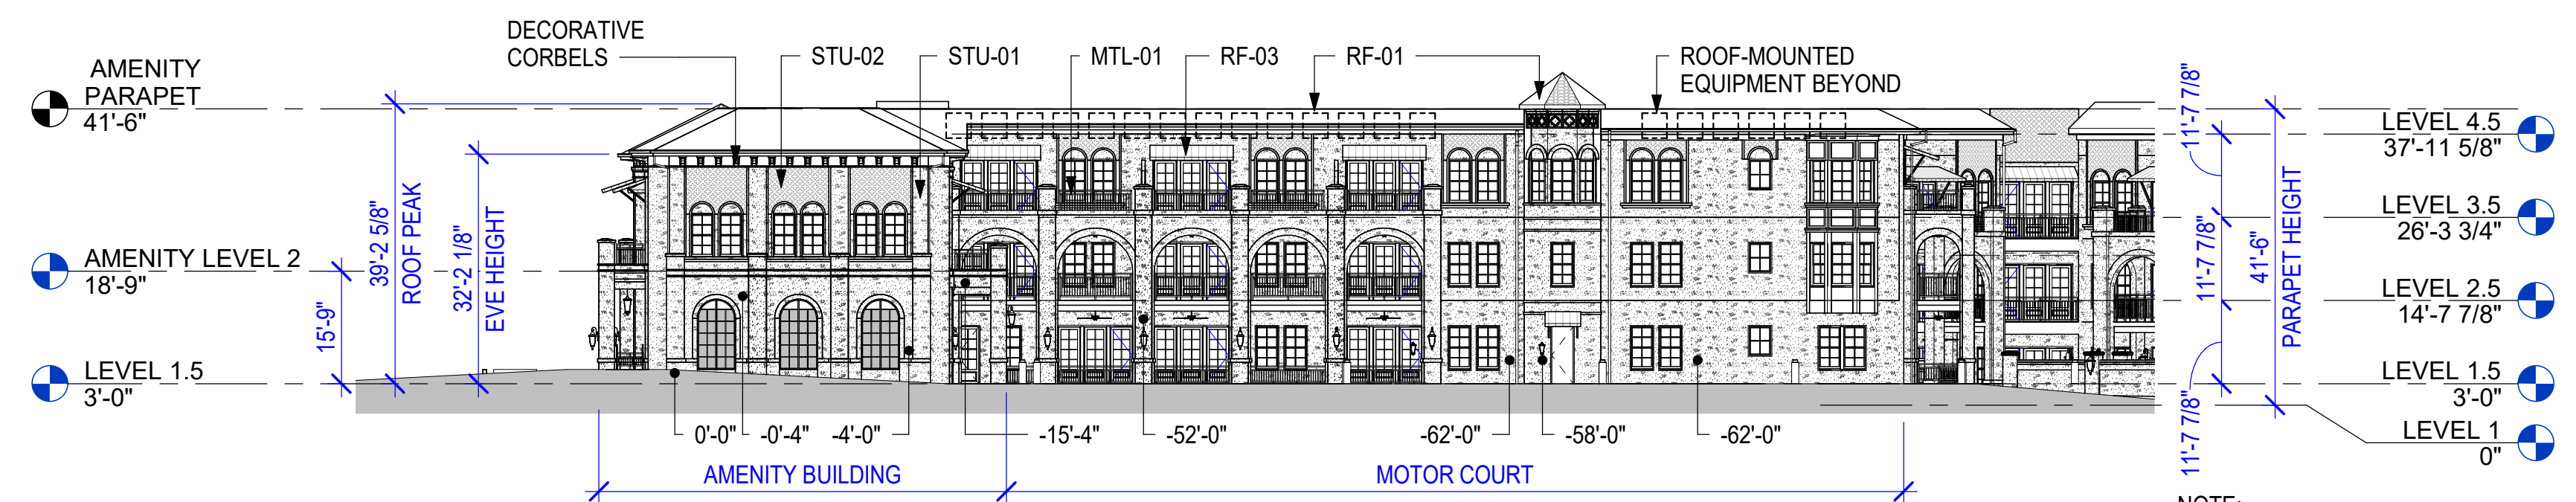 DECORATIVE
CORBELS
STU-02
STU-01
MTL-01
RF-03
RF-01
ROOF-MOUNTED
EQUIPMENT BEYOND
AMENITY
PARAPET
41'-6"
AMENITY LEVEL 2
18'-9"
LEVEL 1.5
3'-0"
15'-9"
39'-2 5/8"
ROOF PEAK
32'-2 1/8"
EVE HEIGHT
11'-7 7/8"
11'-7 7/8"
11'-7 7/8"
41'-6"
PARAPET HEIGHT
LEVEL 4.5
37'-11 5/8"
LEVEL 3.5
26'-3 3/4"
LEVEL 2.5
14'-7 7/8"
LEVEL 1.5
3'-0"
LEVEL 1
0"
0'-0"
-0'-4"
-4'-0"
-15'-4"
-52'-0"
-62'-0"
-58'-0"
-62'-0"
AMENITY BUILDING
MOTOR COURT
NOTE: